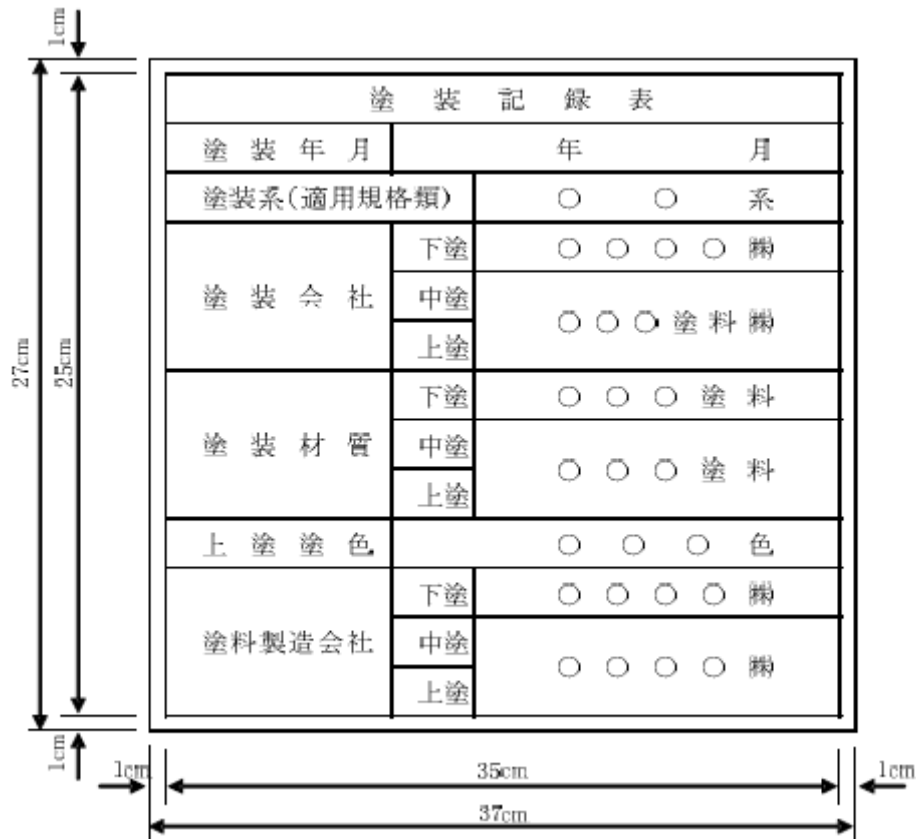 1cm
塗装記録表
塗装年月 年 月
塗装系(適用規格類) ○○系
下塗 ○○○○㈱
塗装会社 中塗 ○○○塗料㈱
上塗
27cm 25cm
下塗 ○○○塗料
塗装材質 中塗 ○○○塗料
上塗
上塗塗色 ○○○色
下塗 ○○○○㈱
塗料製造会社 中塗 ○○○○㈱
上塗
1cm
1cm 35cm 1cm
37cm